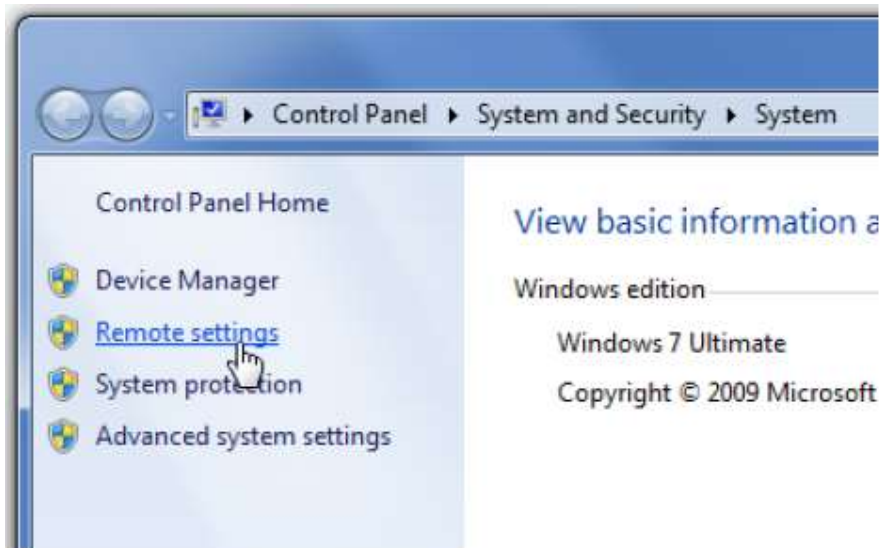 Control Panel ▸ System and Security ▸ System
Control Panel Home
Device Manager
Remote settings
System protection
Advanced system settings
View basic information a
Windows edition
Windows 7 Ultimate
Copyright © 2009 Microsoft